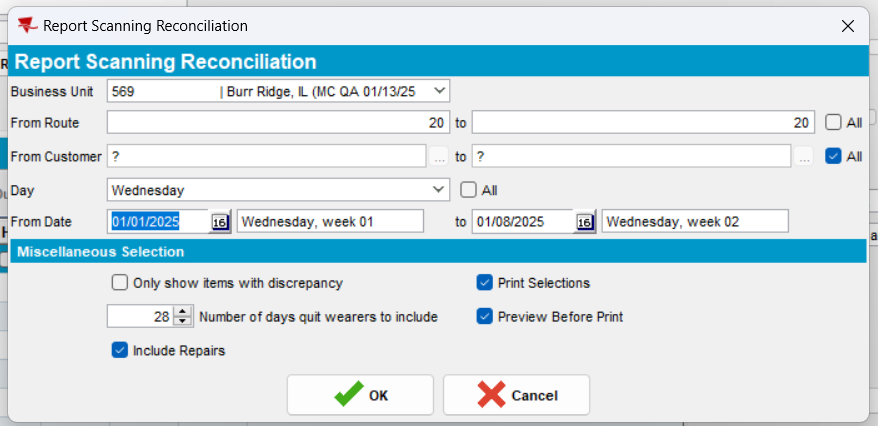 Report Scanning Reconciliation
Report Scanning Reconciliation
Business Unit 569 | Burr Ridge, IL (MC QA 01/13/25
From Route 20 to 20 All
From Customer ? ... to ? ... All
Day Wednesday All
From Date 01/01/2025 16 Wednesday, week 01 to 01/08/2025 16 Wednesday, week 02
Miscellaneous Selection
Only show items with discrepancy Print Selections
28 Number of days quit wearers to include Preview Before Print
Include Repairs
OK Cancel